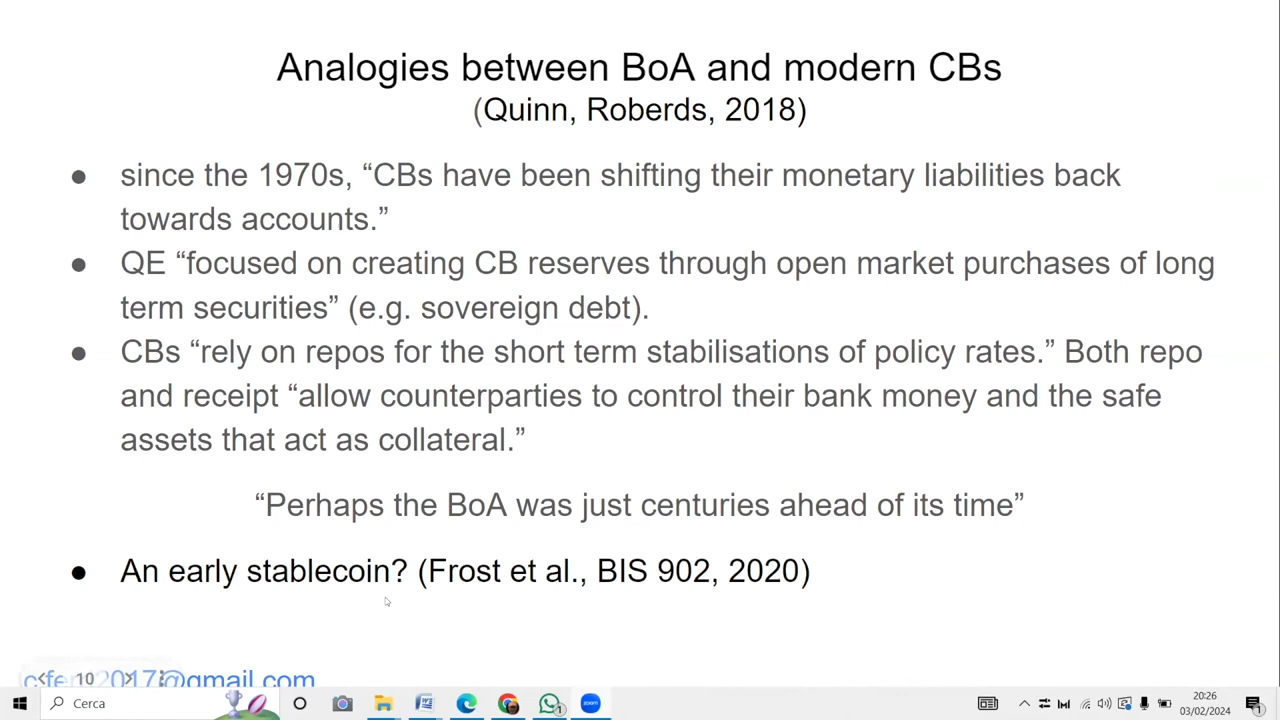 Analogies between BoA and modern CBs
(Quinn, Roberds, 2018)
● since the 1970s, “CBs have been shifting their monetary liabilities back
towards accounts.”
● QE “focused on creating CB reserves through open market purchases of long
term securities” (e.g. sovereign debt).
● CBs “rely on repos for the short term stabilisations of policy rates.” Both repo
and receipt “allow counterparties to control their bank money and the safe
assets that act as collateral.”
“Perhaps the BoA was just centuries ahead of its time”
● An early stablecoin? (Frost et al., BIS 902, 2020)
10
2017@gmail.com
Cerca
zoom
1
20:26
03/02/2024
1